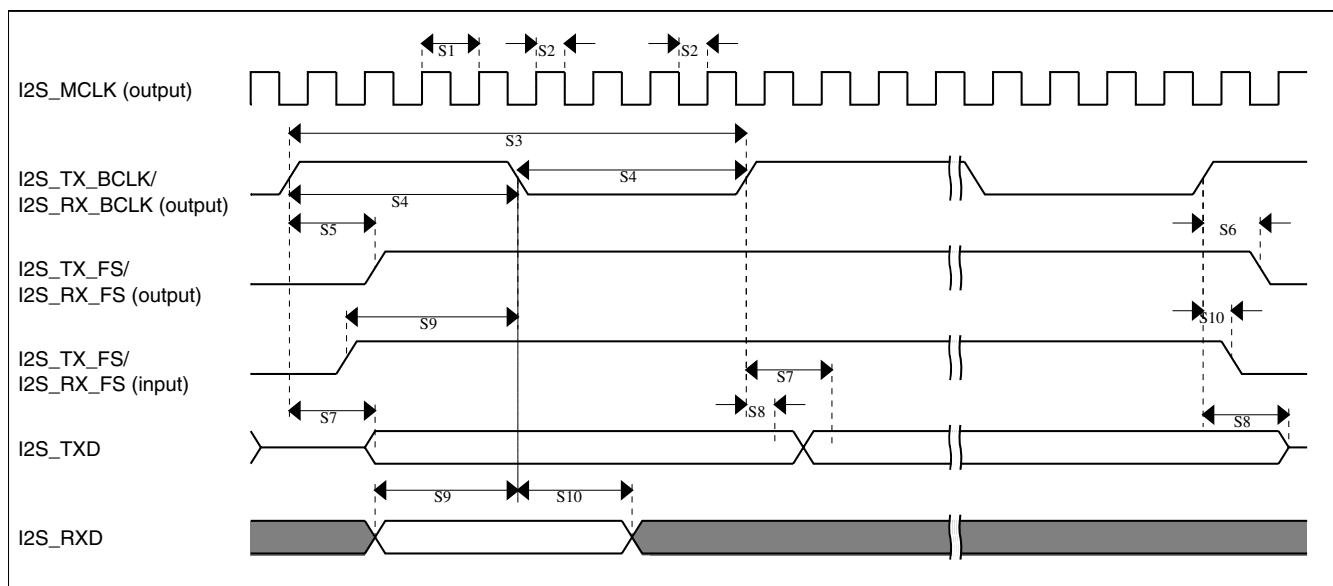 S1
S2
S2
I2S_MCLK (output)
S3
I2S_TX_BCLK/
I2S_RX_BCLK (output)
S4
S4
S5
S6
I2S_TX_FS/
I2S_RX_FS (output)
S9
S10
I2S_TX_FS/
I2S_RX_FS (input)
S7
S7
S8
S8
I2S_TXD
S9
S10
I2S_RXD